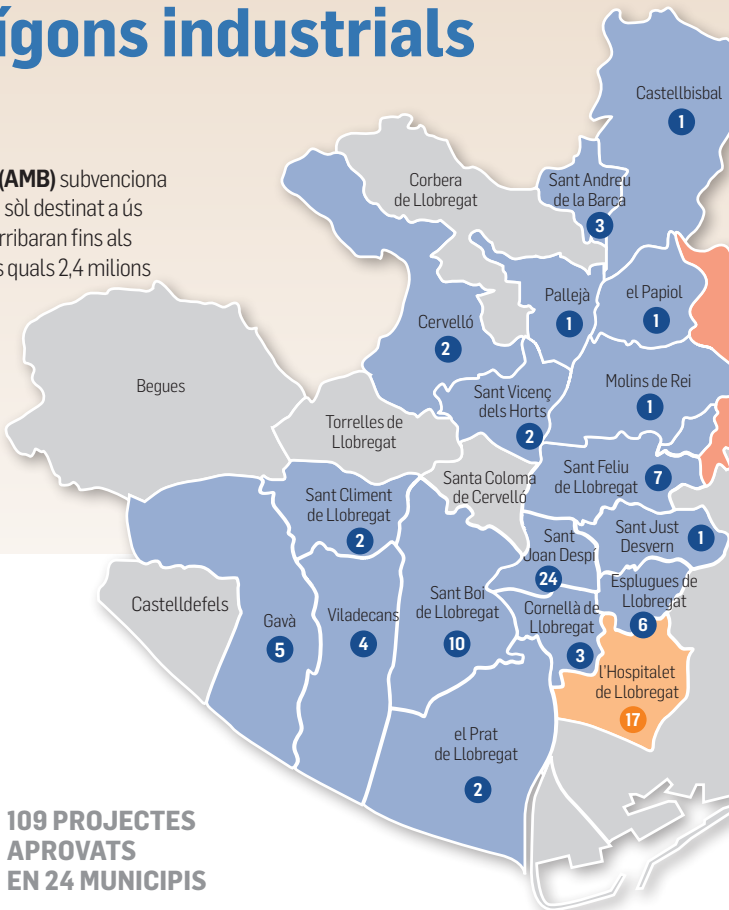 ígons industrials
(AMB) subvenciona
sòl destinat a ús
rribaran fins als
s quals 2,4 milions
Castellbisbal
1
Corbera
de Llobregat
Sant Andreu
de la Barca
3
Pallejà
1
el Papiol
1
Cervelló
2
Begues
Molins de Rei
1
Sant Vicenç
dels Horts
2
Torrelles de
Llobregat
Santa Coloma
de Cervelló
Sant Feliu
de Llobregat
7
Sant Climent
de Llobregat
2
Sant Just
Desvern
1
Sant
Joan Despí
24
Esplugues de
Llobregat
6
Castelldefels
Gavà
5
Viladecans
4
Sant Boi
de Llobregat
10
Cornellà de
Llobregat
3
l'Hospitalet
de Llobregat
17
el Prat
de Llobregat
2
109 PROJECTES
APROVATS
EN 24 MUNICIPIS